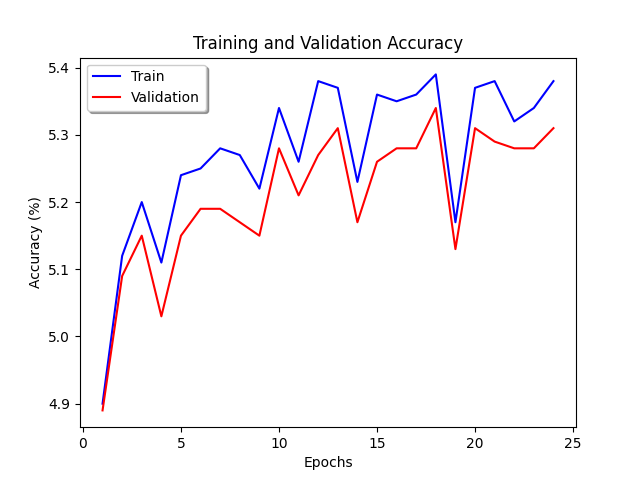 Training and Validation Accuracy
Train
Validation
5.4
5.3
5.2
5.1
5.0
4.9
Accuracy (%)
0 5 10 15 20 25
Epochs